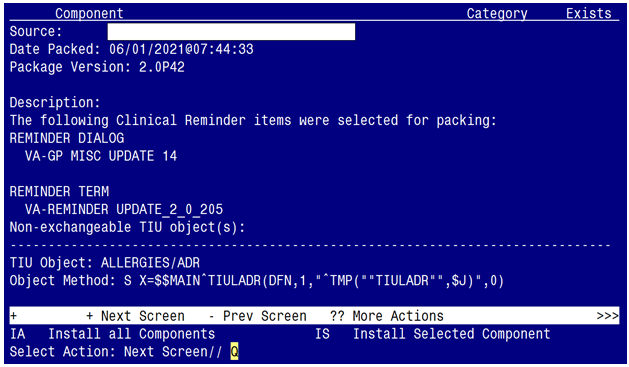 Component Category Exists
Source:
Date Packed: 06/01/2021@07:44:33
Package Version: 2.0P42
Description:
The following Clinical Reminder items were selected for packing:
REMINDER DIALOG
VA-GP MISC UPDATE 14
REMINDER TERM
VA-REMINDER UPDATE_2_0_205
Non-exchangeable TIU object(s):
--------------------------------------------------------------------------------
TIU Object: ALLERGIES/ADR
Object Method: S X=$$MAIN^TIULADR(DFN,1,"^TMP(""TIULADR"",$J)",0)
+ + Next Screen - Prev Screen ?? More Actions >>>
IA Install all Components IS Install Selected Component
Select Action: Next Screen// Q